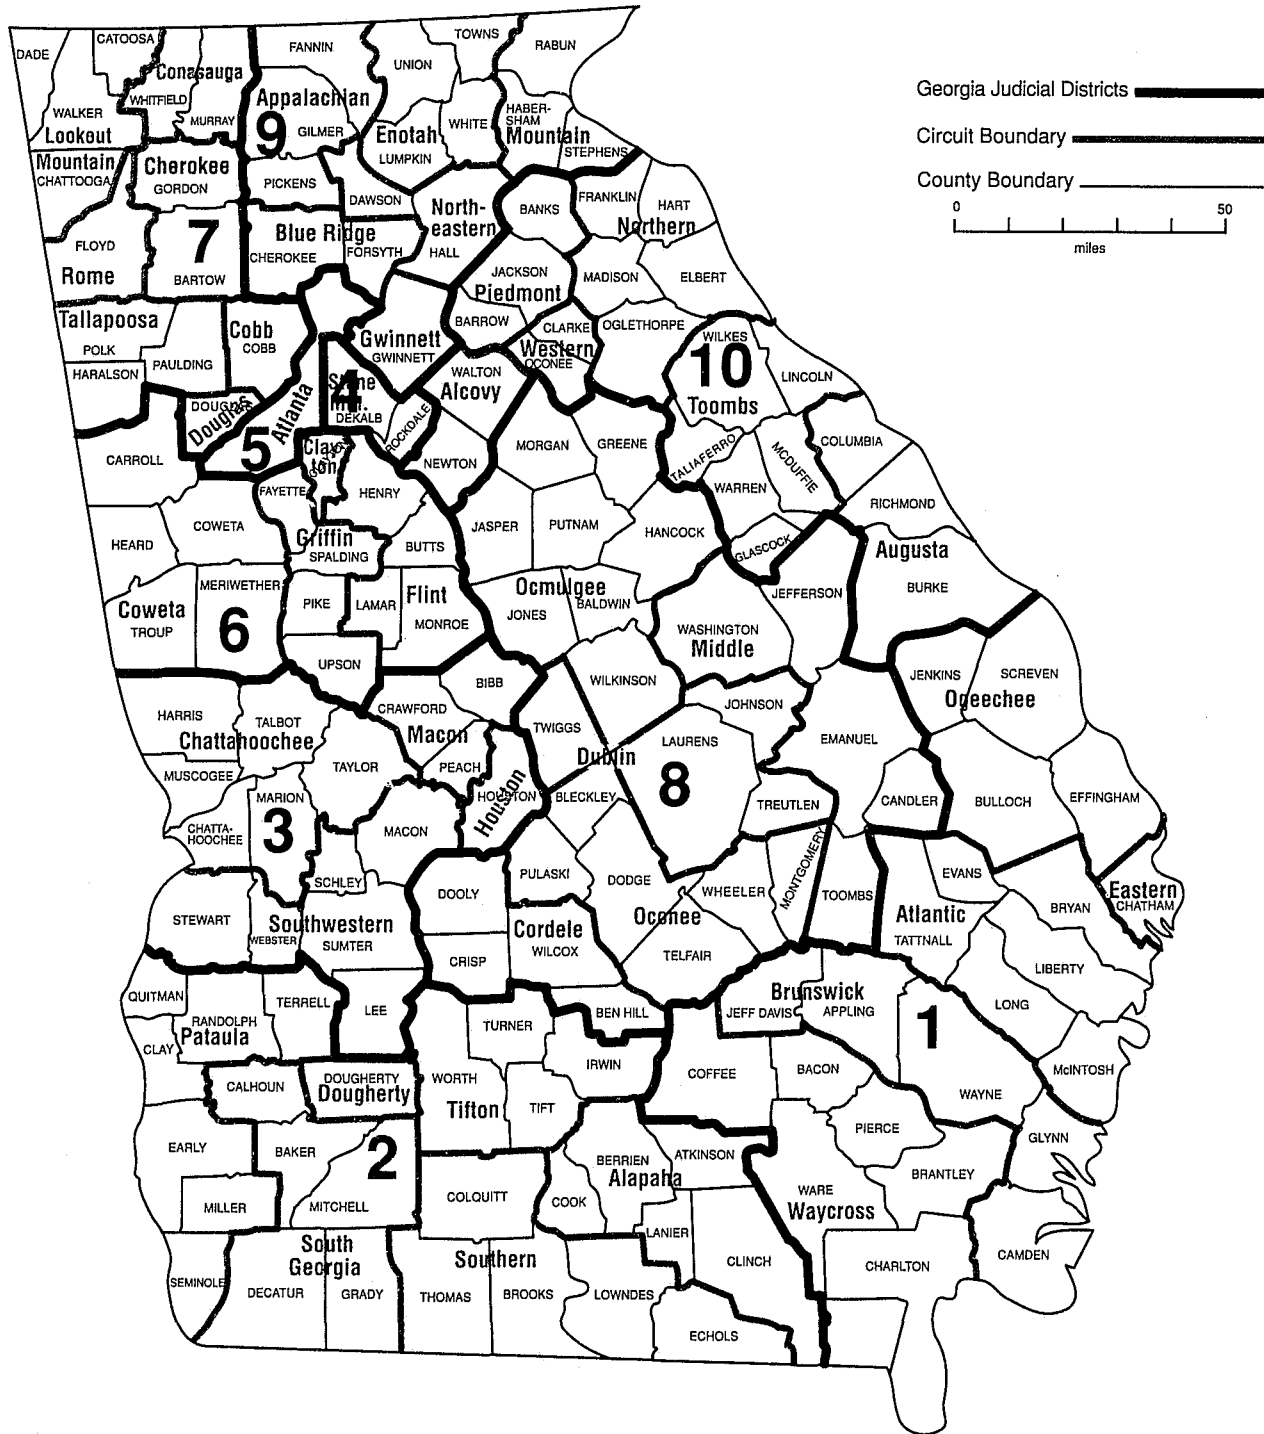 TOWNS
CATOOSA
FANNIN
RABUN
DADE
UNION
Conasauga
Georgia Judicial Districts
WHITFIELD
Appalachian
HABER-
SHAM
WALKER
MURRAY
9
GILMER
Enotah
WHITE
Mountain
Circuit Boundary
Lookout
Mountain
Cherokee
LUMPKIN
STEPHENS
CHATTOOGA
GORDON
PICKENS
County Boundary
DAWSON
North-
eastern
BANKS
FRANKLIN
HART
Northern
0
50
miles
7
Blue Ridge
FLOYD
CHEROKEE
FORSYTH
HALL
Rome
BARTOW
JACKSON
Piedmont
MADISON
ELBERT
Tallapoosa
Cobb
COBB
Gwinnett
GWINNETT
BARROW
CLARKE
OGLETHORPE
WILKES
POLK
PAULDING
Western
OCONEE
10
HARALSON
WALTON
Alcovy
LINCOLN
Stone
Mtn.
4
DEKALB
Toombs
DOUGLAS
Douglas
Atlanta
ROCKDALE
5
Clay-
ton
CLAYTON
CARROLL
NEWTON
MORGAN
GREENE
TALIAFERRO
MCDUFFIE
COLUMBIA
FAYETTE
HENRY
WARREN
RICHMOND
COWETA
JASPER
PUTNAM
HANCOCK
HEARD
Griffin
SPALDING
BUTTS
GLASCOCK
Augusta
MERIWETHER
PIKE
LAMAR
Flint
Ocmulgee
JEFFERSON
BURKE
Coweta
TROUP
6
MONROE
JONES
BALDWIN
WASHINGTON
Middle
UPSON
BIBB
WILKINSON
JENKINS
SCREVEN
CRAWFORD
JOHNSON
Ogeechee
HARRIS
TALBOT
Chattahoochee
Macon
TWIGGS
LAURENS
EMANUEL
MUSCOGEE
TAYLOR
PEACH
Dublin
8
MARION
HOUSTON
Houston
BLECKLEY
TREUTLEN
CANDLER
BULLOCH
EFFINGHAM
CHATTA-
HOOCHEE
3
MACON
SCHLEY
PULASKI
DODGE
WHEELER
MONTGOMERY
TOOMBS
EVANS
Eastern
CHATHAM
STEWART
DOOLY
BRYAN
Southwestern
WEBSTER
SUMTER
Cordele
WILCOX
Oconee
Atlantic
TATTNALL
CRISP
TELFAIR
LIBERTY
QUITMAN
TERRELL
LEE
Brunswick
JEFF DAVIS
APPLING
LONG
RANDOLPH
Pataula
TURNER
BEN HILL
1
CLAY
IRWIN
CALHOUN
DOUGHERTY
Dougherty
WORTH
COFFEE
BACON
McINTOSH
Tifton
TIFT
WAYNE
EARLY
BAKER
2
PIERCE
GLYNN
BERRIEN
ATKINSON
Alapaha
BRANTLEY
MILLER
MITCHELL
COLQUITT
COOK
WARE
Waycross
South
Georgia
Southern
LANIER
CLINCH
CAMDEN
SEMINOLE
DECATUR
GRADY
THOMAS
BROOKS
LOWNDES
CHARLTON
ECHOLS